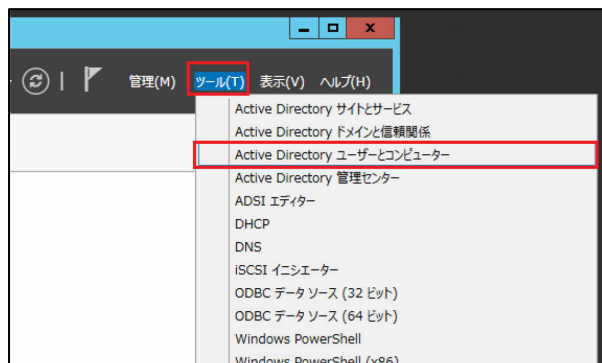 管理(M) ツール(T) 表示(V) ヘルプ(H)
Active Directory サイトとサービス
Active Directory ドメインと信頼関係
Active Directory ユーザーとコンピューター
Active Directory 管理センター
ADSI エディター
DHCP
DNS
iSCSI イニシエーター
ODBC データ ソース (32 ビット)
ODBC データ ソース (64 ビット)
Windows PowerShell
Windows PowerShell (x86)